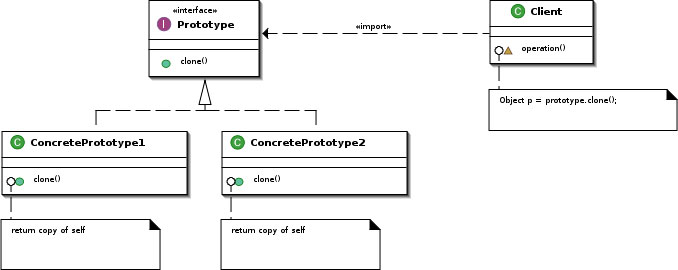 «interface»
I Prototype
clone()
«import»
C Client
operation()
Object p = prototype.clone();
C ConcretePrototype1
clone()
return copy of self
C ConcretePrototype2
clone()
return copy of self